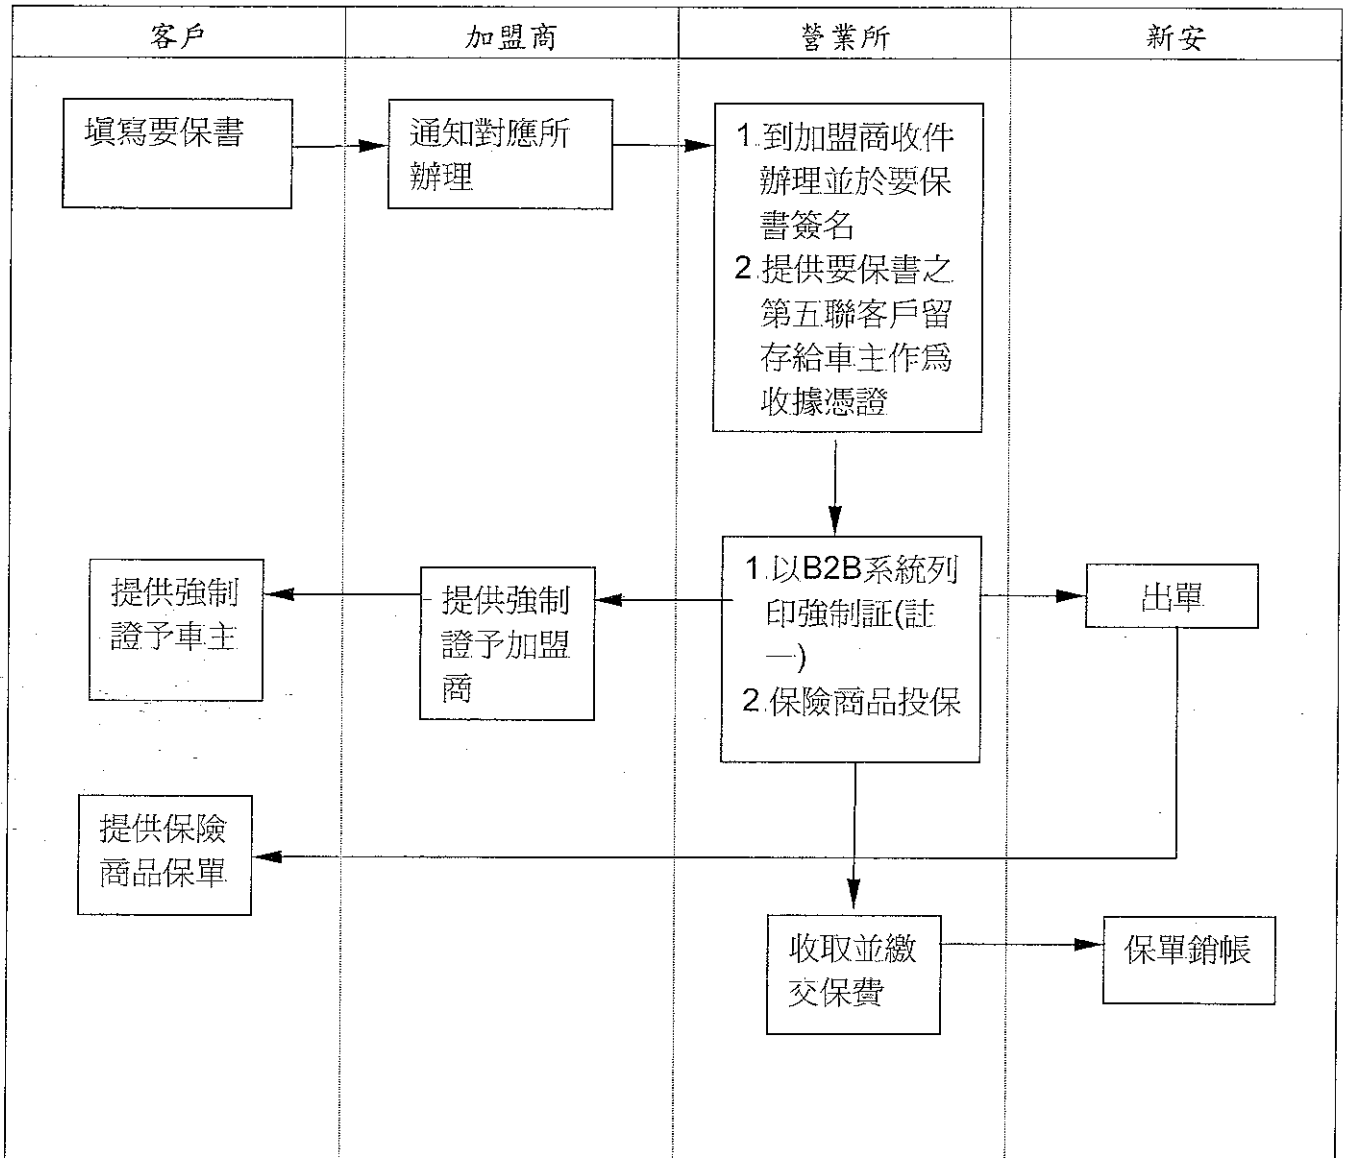 客戶
加盟商
營業所
新安
填寫要保書
通知對應所
辦理
1.到加盟商收件
辦理並於要保
書簽名
2.提供要保書之
第五聯客戶留
存給車主作為
收據憑證
提供強制
證予車主
提供強制
證予加盟
商
1.以B2B系統列
印強制証(註
一)
2.保險商品投保
出單
提供保險
商品保單
收取並繳
交保費
保單銷帳